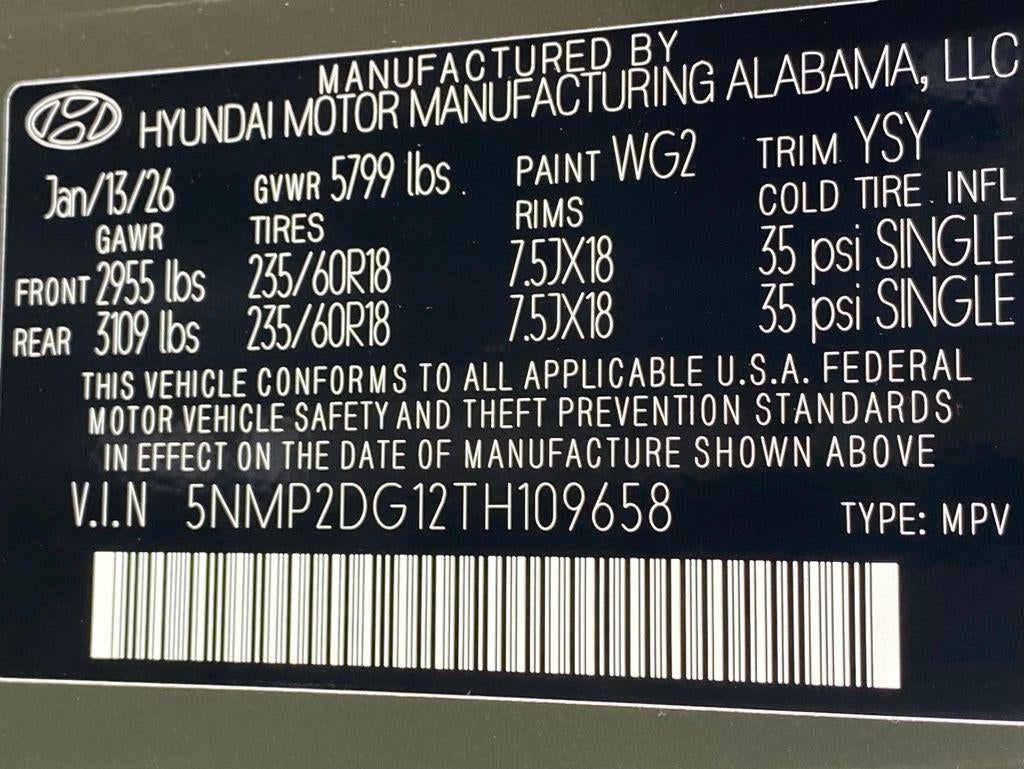 MANUFACTURED BY
HYUNDAI MOTOR MANUFACTURING ALABAMA, LLC
Jan/13/26 GVWR 5799 lbs PAINT WG2 TRIM YSY
GAWR TIRES RIMS COLD TIRE INFL
FRONT 2955 lbs 235/60R18 7.5JX18 35 psi SINGLE
REAR 3109 lbs 235/60R18 7.5JX18 35 psi SINGLE
THIS VEHICLE CONFORMS TO ALL APPLICABLE U.S.A. FEDERAL
MOTOR VEHICLE SAFETY AND THEFT PREVENTION STANDARDS
IN EFFECT ON THE DATE OF MANUFACTURE SHOWN ABOVE
V.I.N 5NMP2DG12TH109658 TYPE: MPV